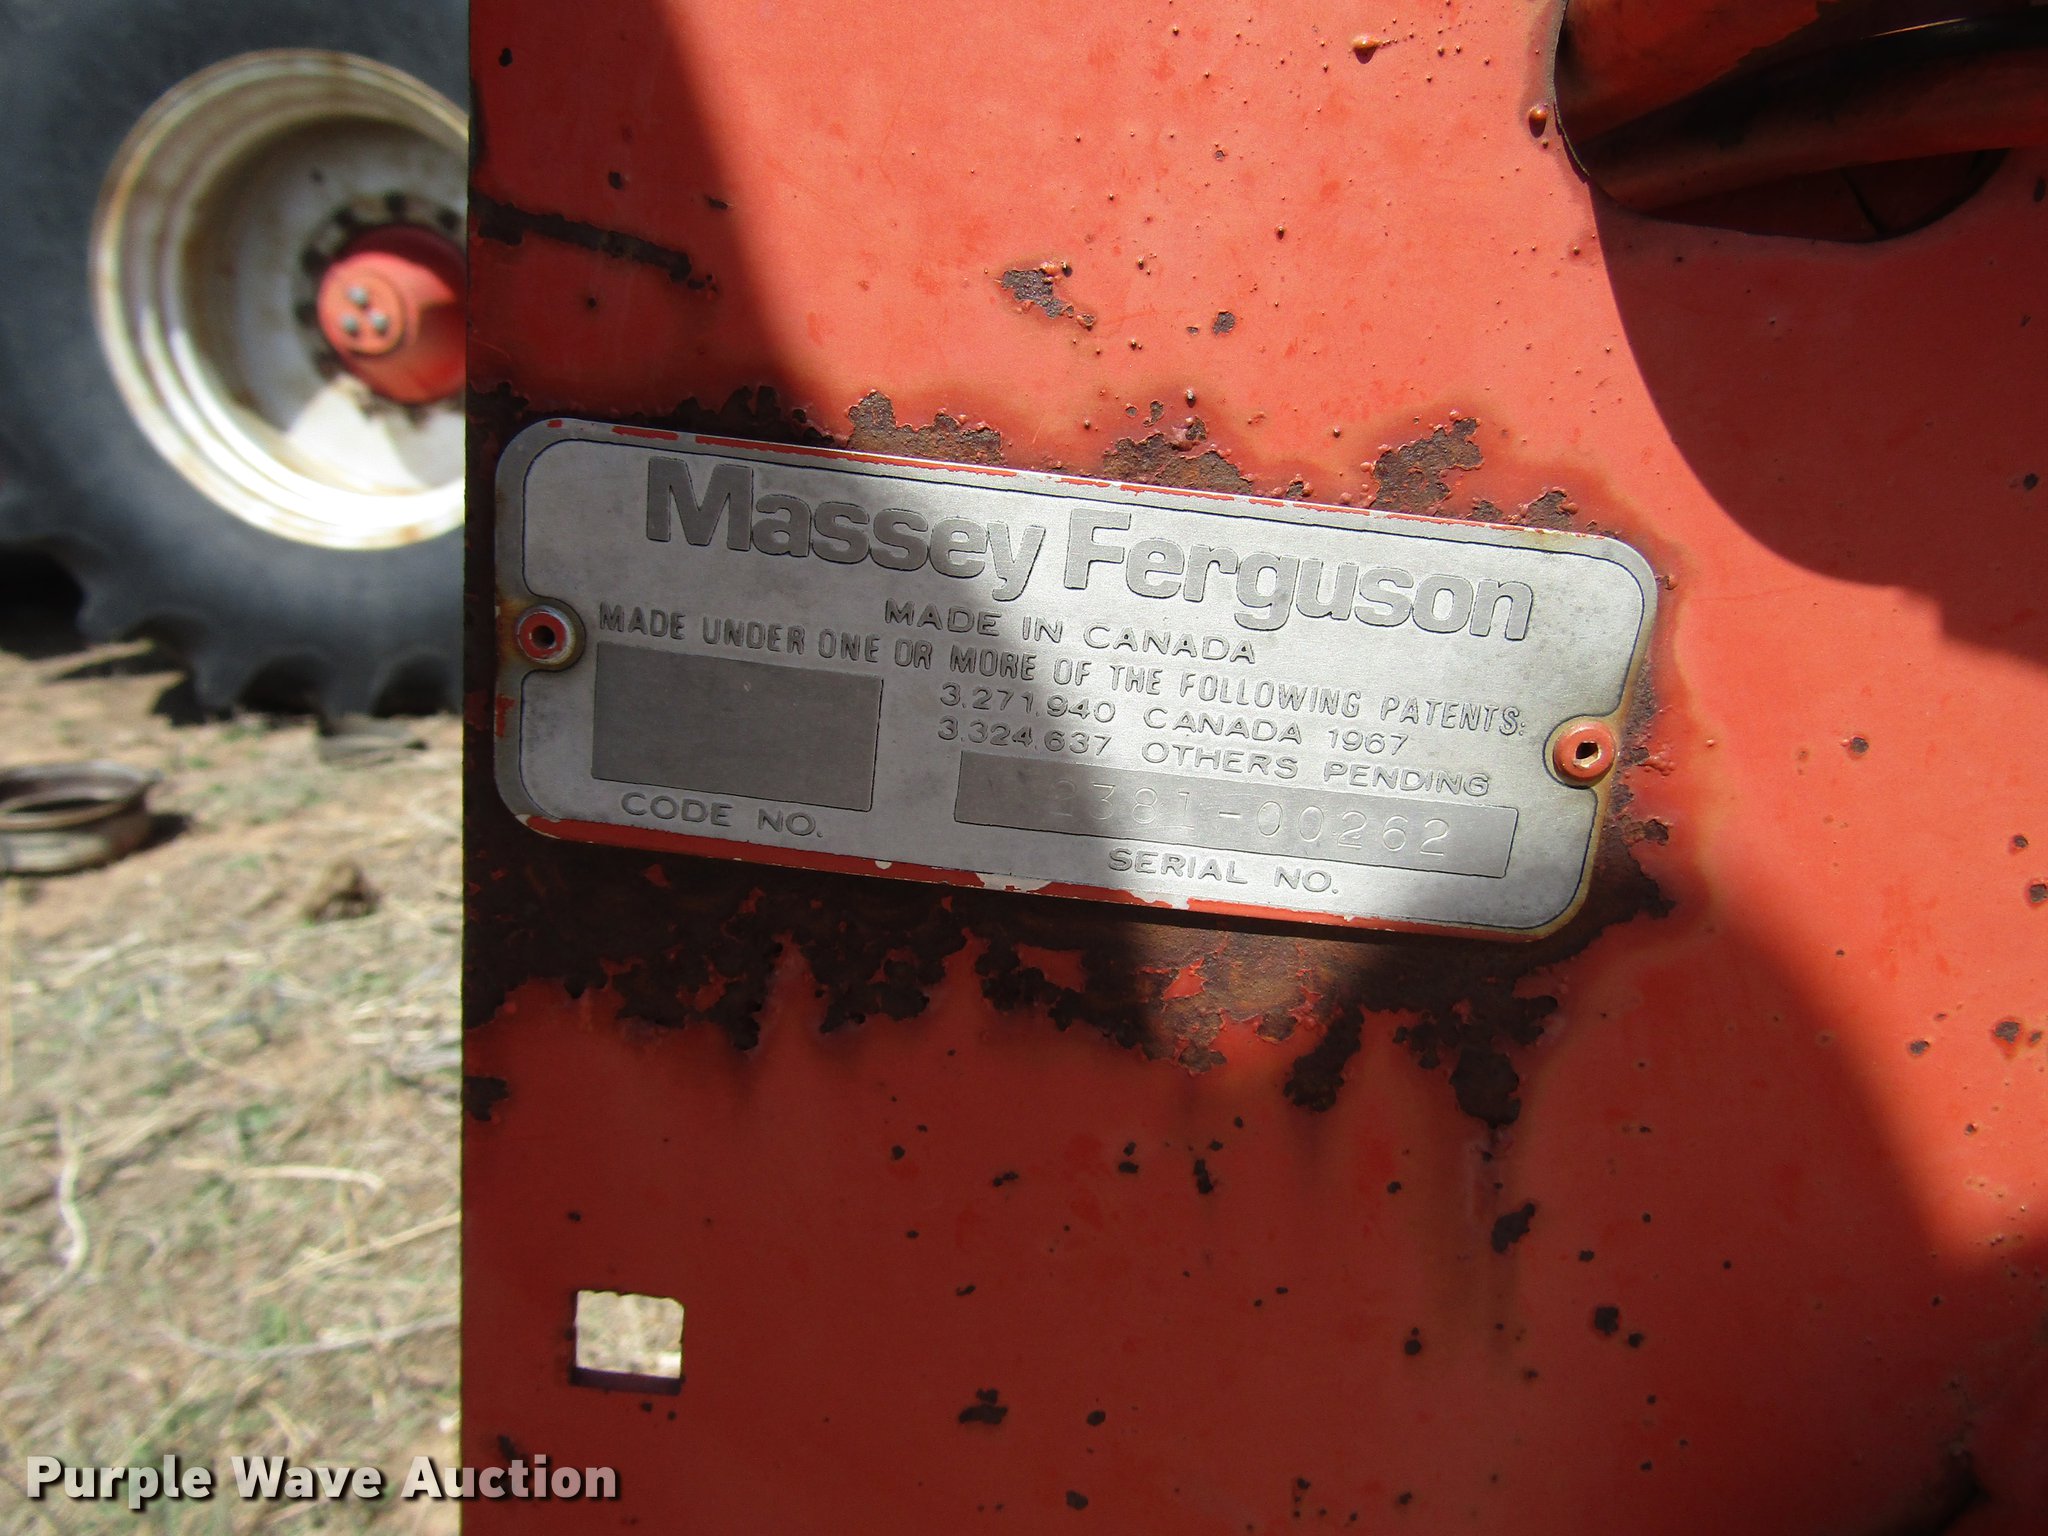 Massey Ferguson
MADE IN CANADA
MADE UNDER ONE OR MORE OF THE FOLLOWING PATENTS:
3,271,940 CANADA 1967
3,324,637 OTHERS PENDING
2381-00262
CODE NO.
SERIAL NO.
Purple Wave Auction